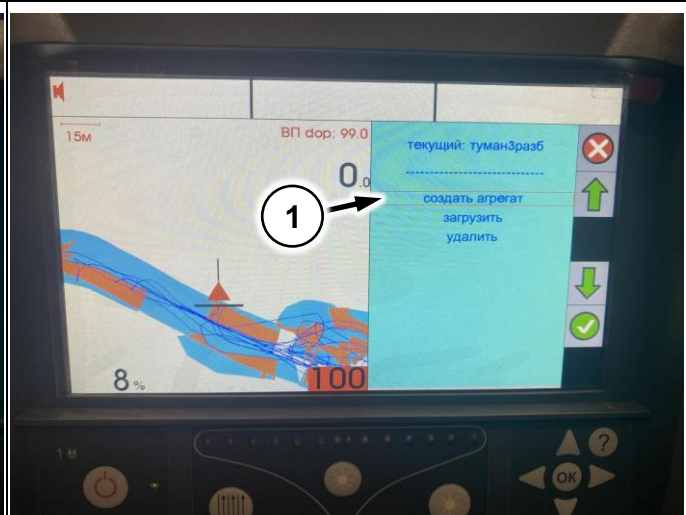 15м
ВП dop: 99.0
0.0
8 %
100
текущий: туман3разб
------------------------------
создать агрегат
загрузить
удалить
1
?
OK